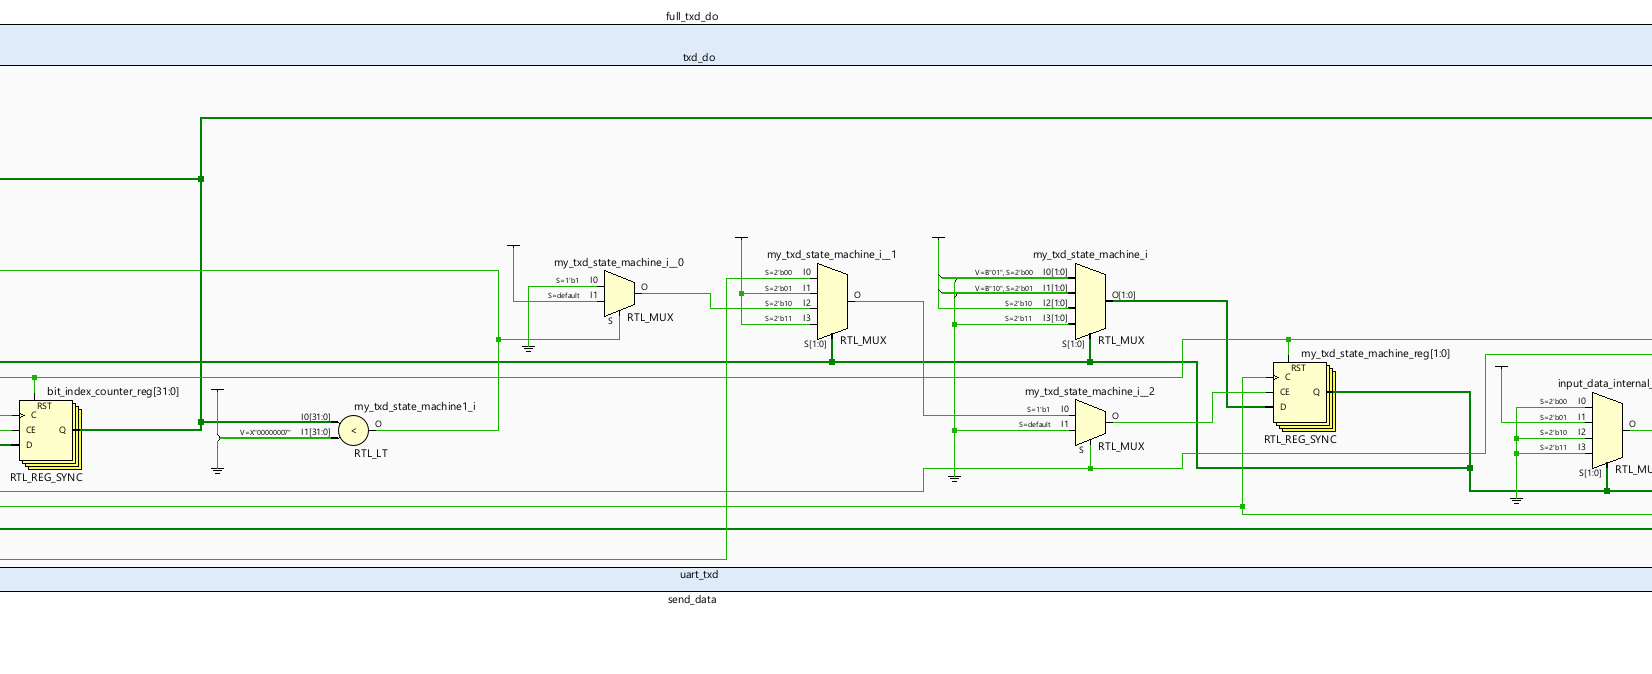 full_txd_do
txd_do
my_txd_state_machine_i__0
S=1'b1 I0
S=default I1
O
S
RTL_MUX
my_txd_state_machine_i__1
S=2'b00 I0
S=2'b01 I1
S=2'b10 I2
S=2'b11 I3
O
S[1:0]
RTL_MUX
my_txd_state_machine_i
V=B"01", S=2'b00 I0[1:0]
V=B"10", S=2'b01 I1[1:0]
S=2'b10 I2[1:0]
S=2'b11 I3[1:0]
O[1:0]
S[1:0]
RTL_MUX
bit_index_counter_reg[31:0]
RST
C
CE
D
Q
RTL_REG_SYNC
my_txd_state_machine1_i
I0[31:0]
V=X"00000007" I1[31:0]
<
O
RTL_LT
my_txd_state_machine_i__2
S=1'b1 I0
S=default I1
O
S
RTL_MUX
my_txd_state_machine_reg[1:0]
RST
C
CE
D
Q
RTL_REG_SYNC
input_data_internal_
S=2'b00 I0
S=2'b01 I1
S=2'b10 I2
S=2'b11 I3
O
S[1:0]
RTL_MU
uart_txd
send_data